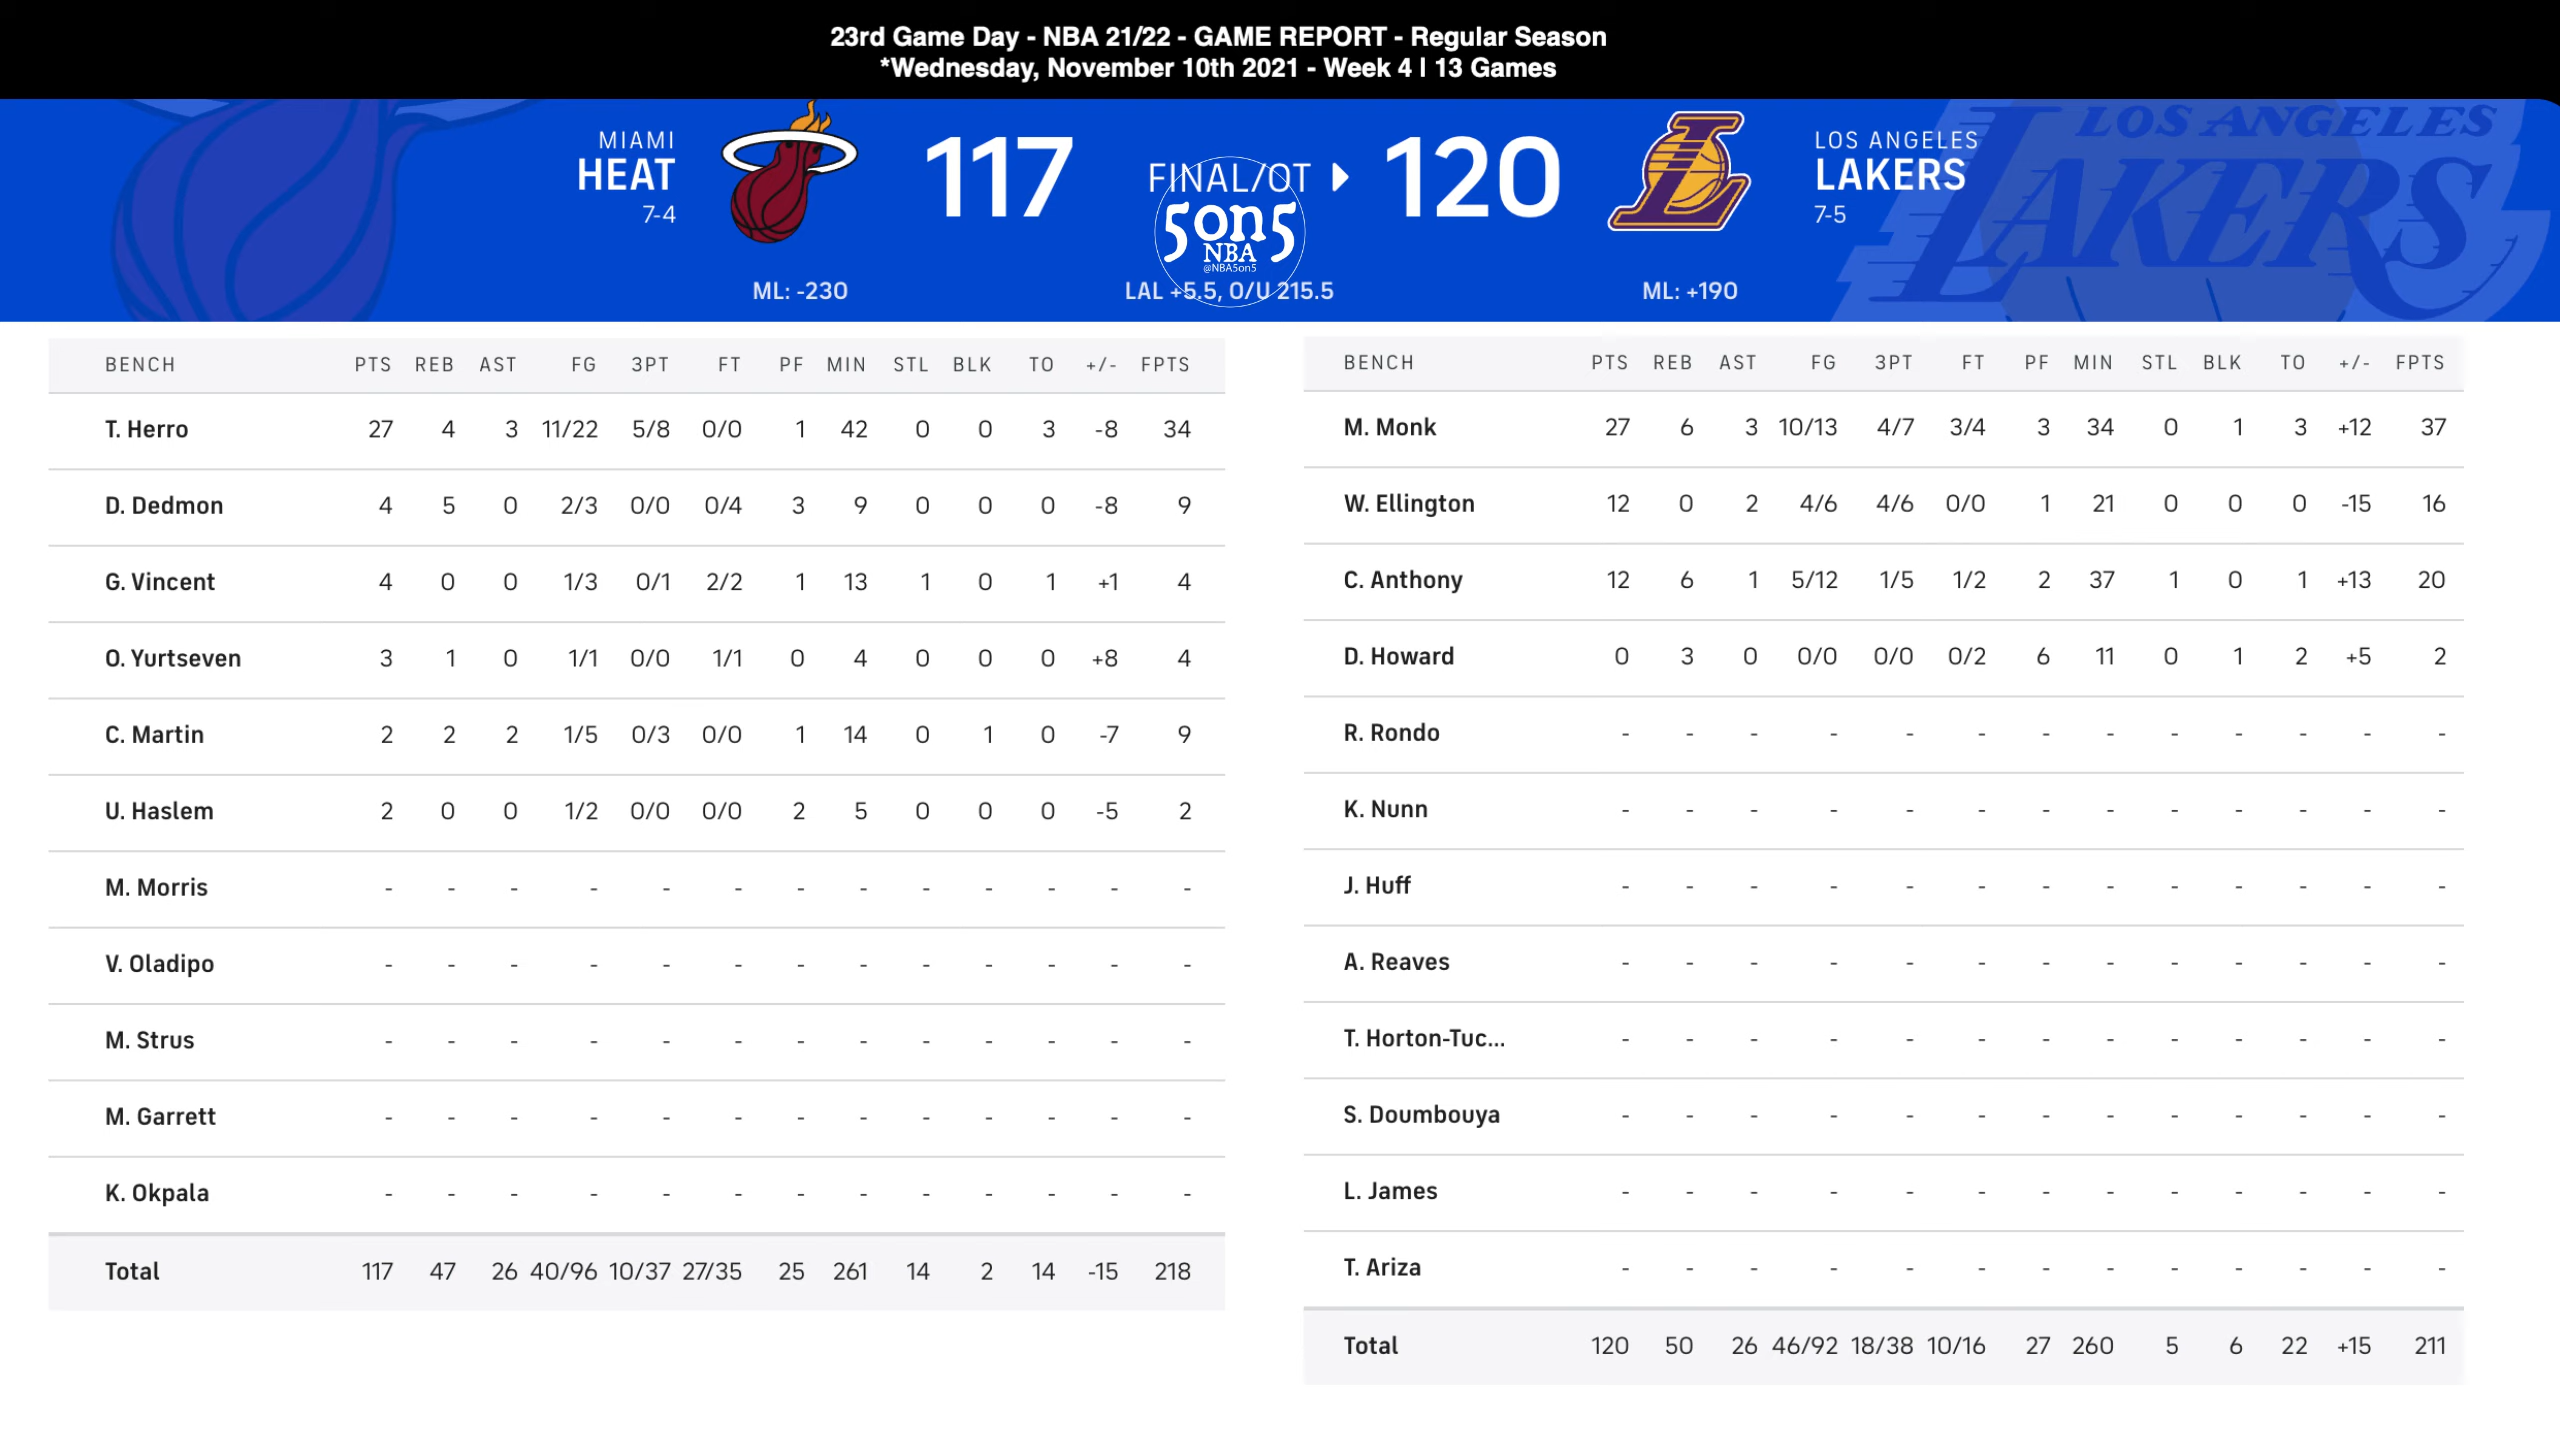 23rd Game Day - NBA 21/22 - GAME REPORT - Regular Season
*Wednesday, November 10th 2021 - Week 4 | 13 Games
MIAMI
HEAT
7-4
117
FINAL/OT
120
LOS ANGELES
LAKERS
7-5
LOS ANGELES
LAKERS
5on5
NBA
@NBA5on5
ML: -230
LAL +5.5, O/U 215.5
ML: +190
BENCH PTS REB AST FG 3PT FT PF MIN STL BLK TO +/- FPTS
T. Herro 27 4 3 11/22 5/8 0/0 1 42 0 0 3 -8 34
D. Dedmon 4 5 0 2/3 0/0 0/4 3 9 0 0 0 -8 9
G. Vincent 4 0 0 1/3 0/1 2/2 1 13 1 0 1 +1 4
O. Yurtseven 3 1 0 1/1 0/0 1/1 0 4 0 0 0 +8 4
C. Martin 2 2 2 1/5 0/3 0/0 1 14 0 1 0 -7 9
U. Haslem 2 0 0 1/2 0/0 0/0 2 5 0 0 0 -5 2
M. Morris - - - - - - - - - - - - -
V. Oladipo - - - - - - - - - - - - -
M. Strus - - - - - - - - - - - - -
M. Garrett - - - - - - - - - - - - -
K. Okpala - - - - - - - - - - - - -
Total 117 47 26 40/96 10/37 27/35 25 261 14 2 14 -15 218
BENCH PTS REB AST FG 3PT FT PF MIN STL BLK TO +/- FPTS
M. Monk 27 6 3 10/13 4/7 3/4 3 34 0 1 3 +12 37
W. Ellington 12 0 2 4/6 4/6 0/0 1 21 0 0 0 -15 16
C. Anthony 12 6 1 5/12 1/5 1/2 2 37 1 0 1 +13 20
D. Howard 0 3 0 0/0 0/0 0/2 6 11 0 1 2 +5 2
R. Rondo - - - - - - - - - - - - -
K. Nunn - - - - - - - - - - - - -
J. Huff - - - - - - - - - - - - -
A. Reaves - - - - - - - - - - - - -
T. Horton-Tuc... - - - - - - - - - - - - -
S. Doumbouya - - - - - - - - - - - - -
L. James - - - - - - - - - - - - -
T. Ariza - - - - - - - - - - - - -
Total 120 50 26 46/92 18/38 10/16 27 260 5 6 22 +15 211